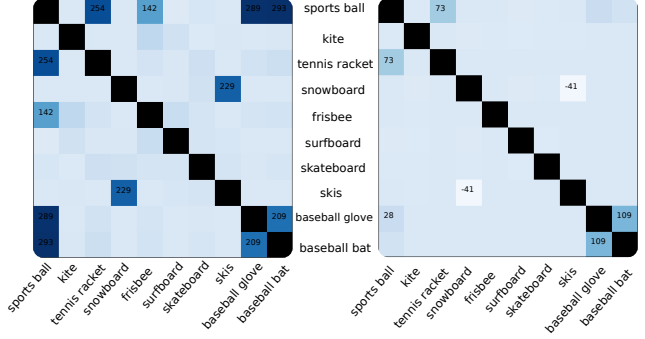 254 142 289 293 sports ball 73
kite
254 tennis racket 73
229 snowboard -41
142 frisbee
surfboard
skateboard
229 skis -41
289 209 baseball glove 28 109
293 209 baseball bat 109
sports ball kite tennis racket snowboard frisbee surfboard skateboard skis baseball glove baseball bat sports ball kite tennis racket snowboard frisbee surfboard skateboard skis baseball glove baseball bat